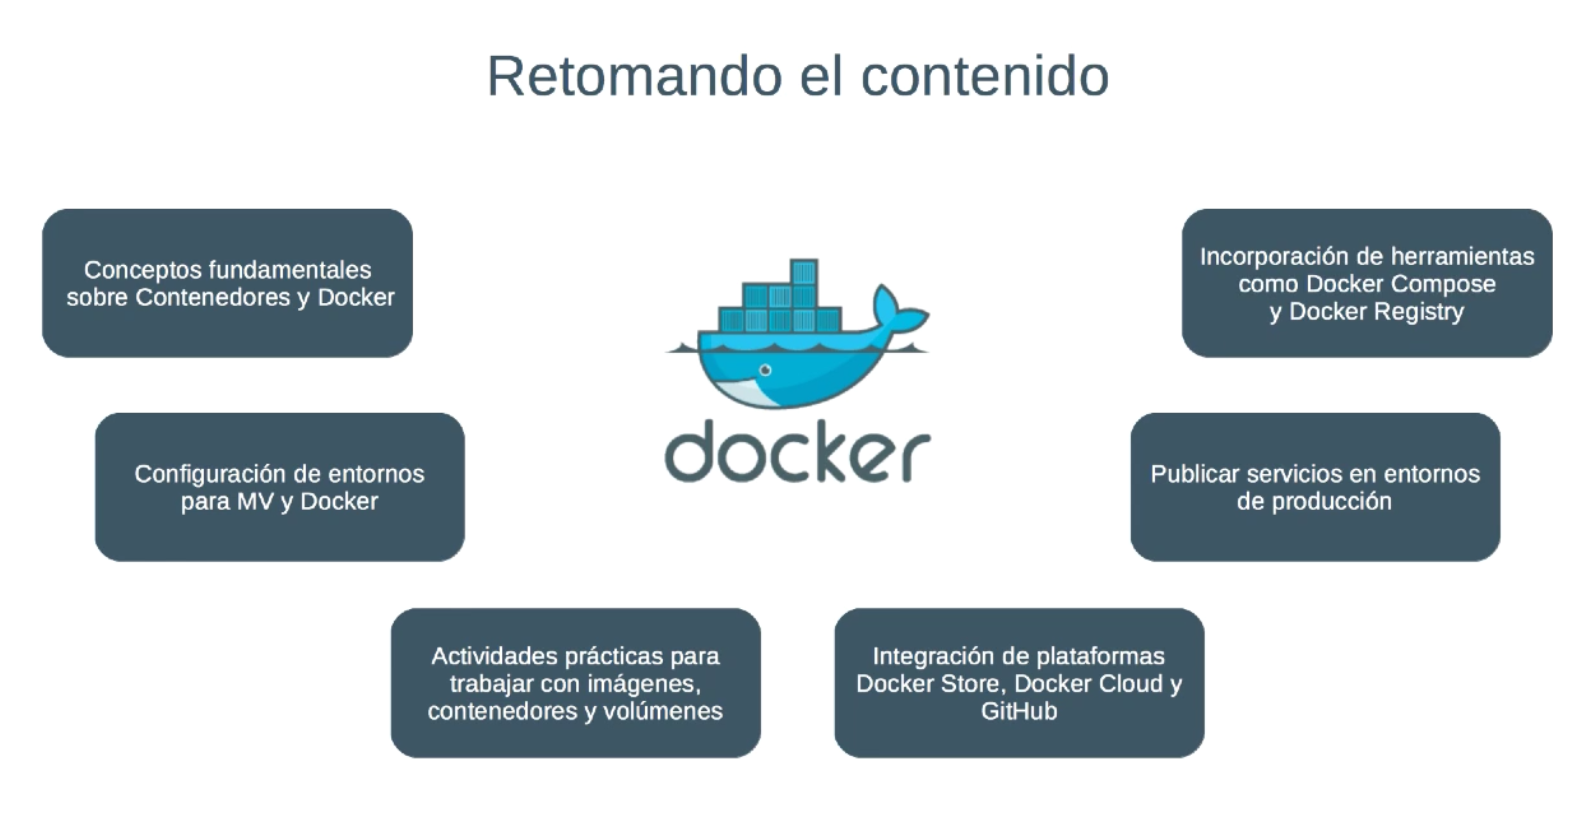 Retomando el contenido
Conceptos fundamentales
sobre Contenedores y Docker
Configuración de entornos
para MV y Docker
Actividades prácticas para
trabajar con imágenes,
contenedores y volúmenes
docker
Integración de plataformas
Docker Store, Docker Cloud y
GitHub
Publicar servicios en entornos
de producción
Incorporación de herramientas
como Docker Compose
y Docker Registry